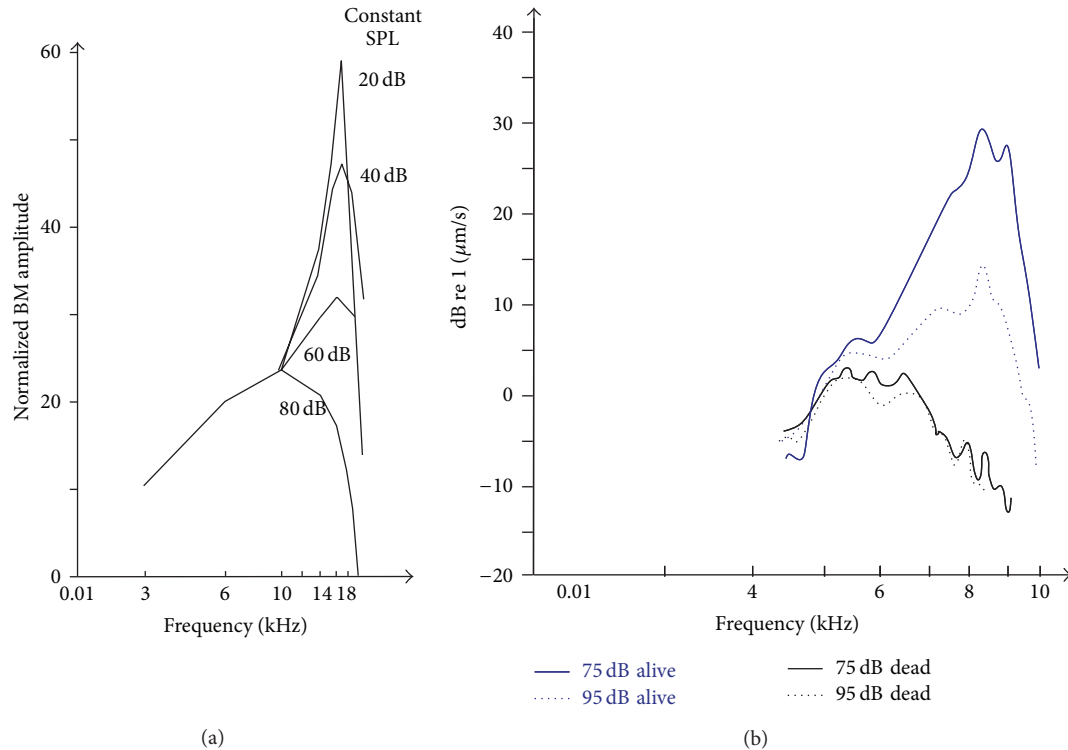 Constant
SPL
60
20 dB
40 dB
40
60 dB
20
80 dB
0
0.01 3 6 10 14 18
Normalized BM amplitude
Frequency (kHz)
(a)
40
30
20
10
0
−10
−20
0.01 4 6 8 10
dB re 1 (μm/s)
Frequency (kHz)
75 dB alive
95 dB alive
75 dB dead
95 dB dead
(b)